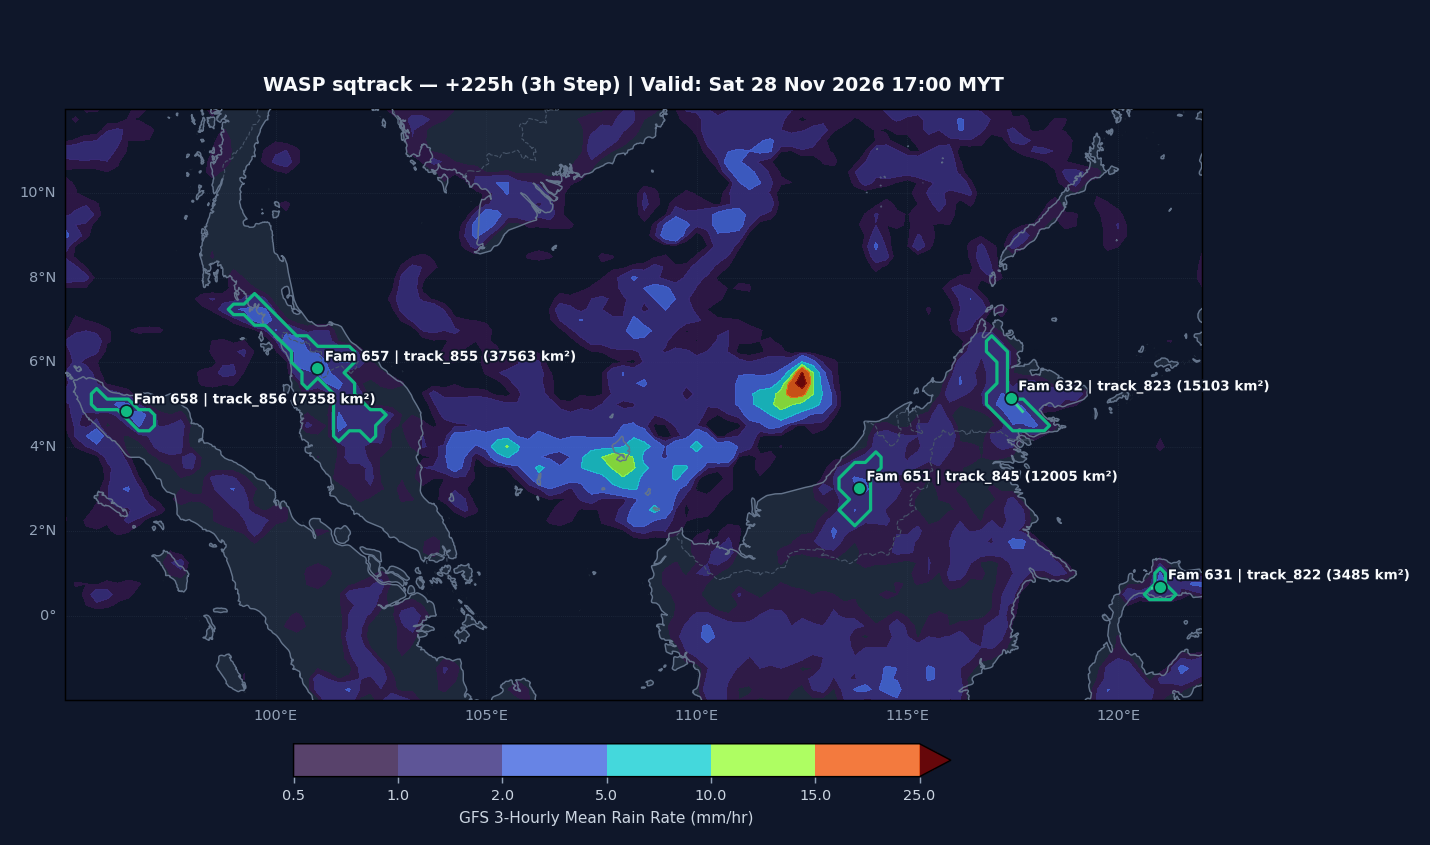 WASP sqtrack — +225h (3h Step) | Valid: Sat 28 Nov 2026 17:00 MYT
10°N
8°N
6°N
4°N
2°N
0°
Fam 657 | track_855 (37563 km²)
Fam 632 | track_823 (15103 km²)
Fam 658 | track_856 (7358 km²)
Fam 651 | track_845 (12005 km²)
Fam 631 | track_822 (3485 km²)
100°E
105°E
110°E
115°E
120°E
0.5
1.0
2.0
5.0
10.0
15.0
25.0
GFS 3-Hourly Mean Rain Rate (mm/hr)